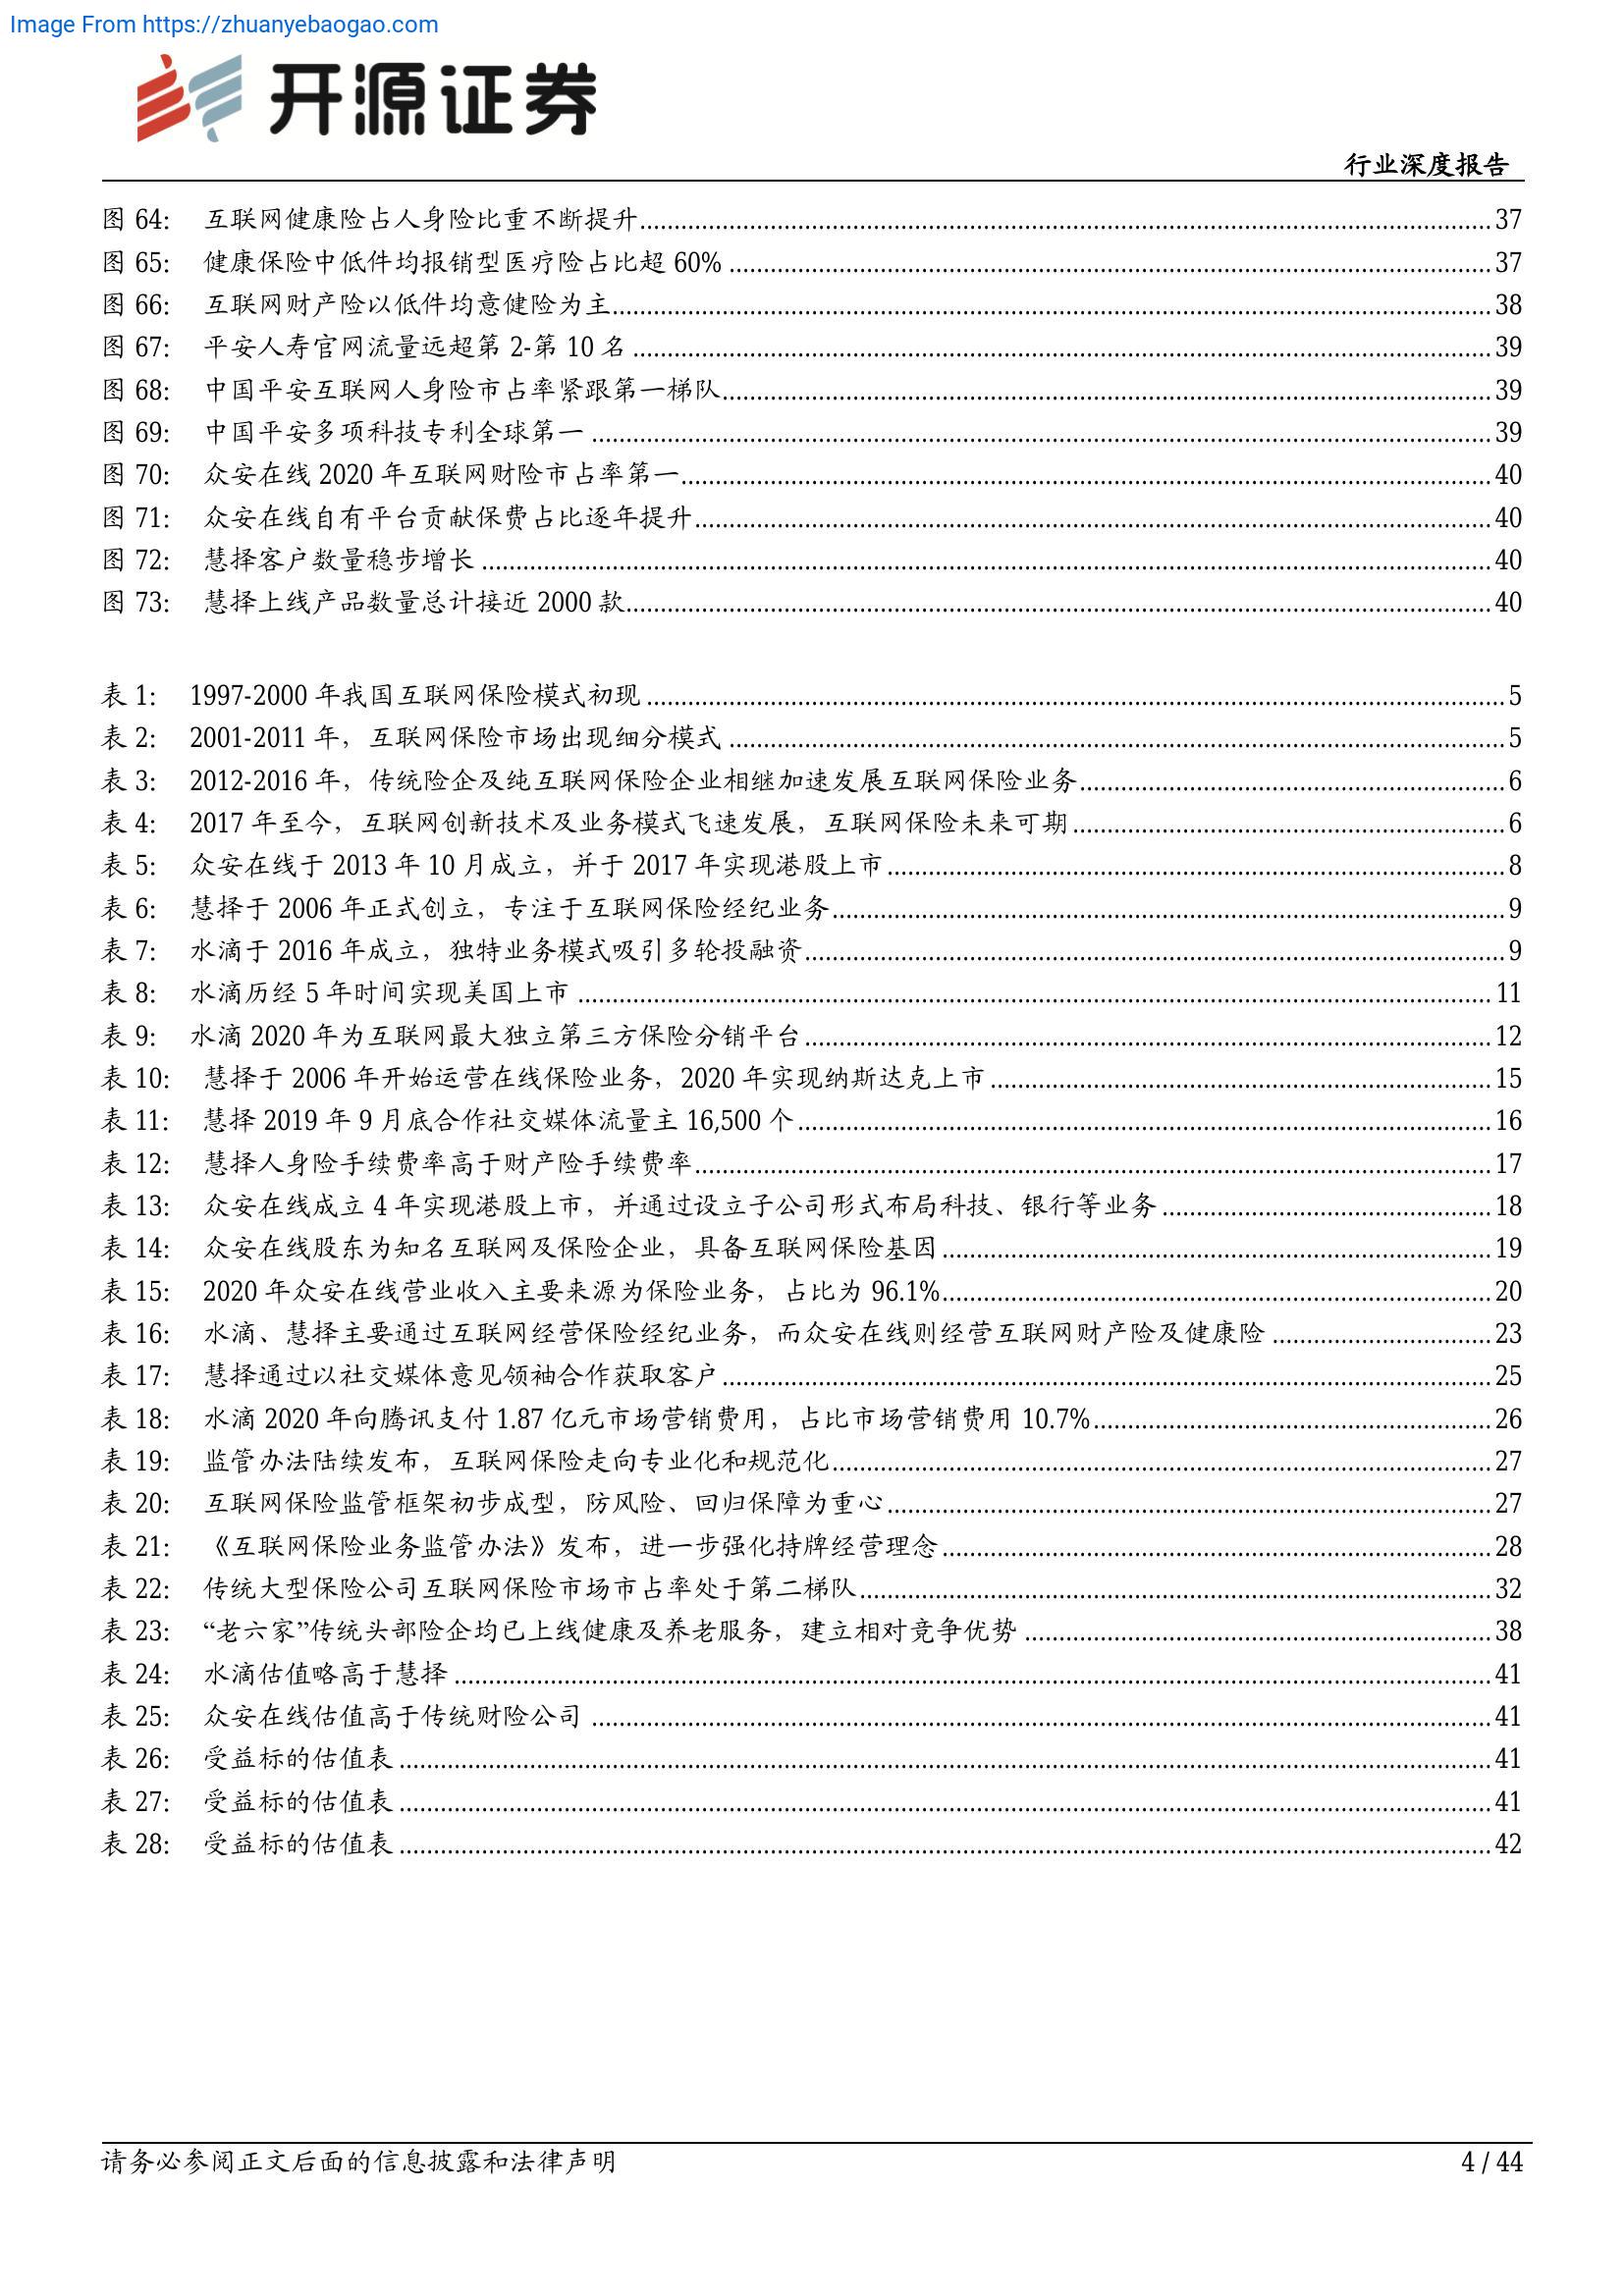 Image From https://zhuanyebaogao.com
开源证券
行业深度报告
图 64: 互联网健康险占人身险比重不断提升 37
图 65: 健康保险中低件均报销型医疗险占比超 60% 37
图 66: 互联网财产险以低件均意健险为主 38
图 67: 平安人寿官网流量远超第 2-第 10 名 39
图 68: 中国平安互联网人身险市占率紧跟第一梯队 39
图 69: 中国平安多项科技专利全球第一 39
图 70: 众安在线 2020 年互联网财险市占率第一 40
图 71: 众安在线自有平台贡献保费占比逐年提升 40
图 72: 慧择客户数量稳步增长 40
图 73: 慧择上线产品数量总计接近 2000 款 40
表 1: 1997-2000 年我国互联网保险模式初现 5
表 2: 2001-2011 年，互联网保险市场出现细分模式 5
表 3: 2012-2016 年，传统险企及纯互联网保险企业相继加速发展互联网保险业务 6
表 4: 2017 年至今，互联网创新技术及业务模式飞速发展，互联网保险未来可期 6
表 5: 众安在线于 2013 年 10 月成立，并于 2017 年实现港股上市 8
表 6: 慧择于 2006 年正式创立，专注于互联网保险经纪业务 9
表 7: 水滴于 2016 年成立，独特业务模式吸引多轮投融资 9
表 8: 水滴历经 5 年时间实现美国上市 11
表 9: 水滴 2020 年为互联网最大独立第三方保险分销平台 12
表 10: 慧择于 2006 年开始运营在线保险业务，2020 年实现纳斯达克上市 15
表 11: 慧择 2019 年 9 月底合作社交媒体流量主 16,500 个 16
表 12: 慧择人身险手续费率高于财产险手续费率 17
表 13: 众安在线成立 4 年实现港股上市，并通过设立子公司形式布局科技、银行等业务 18
表 14: 众安在线股东为知名互联网及保险企业，具备互联网保险基因 19
表 15: 2020 年众安在线营业收入主要来源为保险业务，占比为 96.1% 20
表 16: 水滴、慧择主要通过互联网经营保险经纪业务，而众安在线则经营互联网财产险及健康险 23
表 17: 慧择通过以社交媒体意见领袖合作获取客户 25
表 18: 水滴 2020 年向腾讯支付 1.87 亿元市场营销费用，占比市场营销费用 10.7% 26
表 19: 监管办法陆续发布，互联网保险走向专业化和规范化 27
表 20: 互联网保险监管框架初步成型，防风险、回归保障为重心 27
表 21: 《互联网保险业务监管办法》发布，进一步强化持牌经营理念 28
表 22: 传统大型保险公司互联网保险市场市占率处于第二梯队 32
表 23: “老六家”传统头部险企均已上线健康及养老服务，建立相对竞争优势 38
表 24: 水滴估值略高于慧择 41
表 25: 众安在线估值高于传统财险公司 41
表 26: 受益标的估值表 41
表 27: 受益标的估值表 41
表 28: 受益标的估值表 42
请务必参阅正文后面的信息披露和法律声明 4 / 44